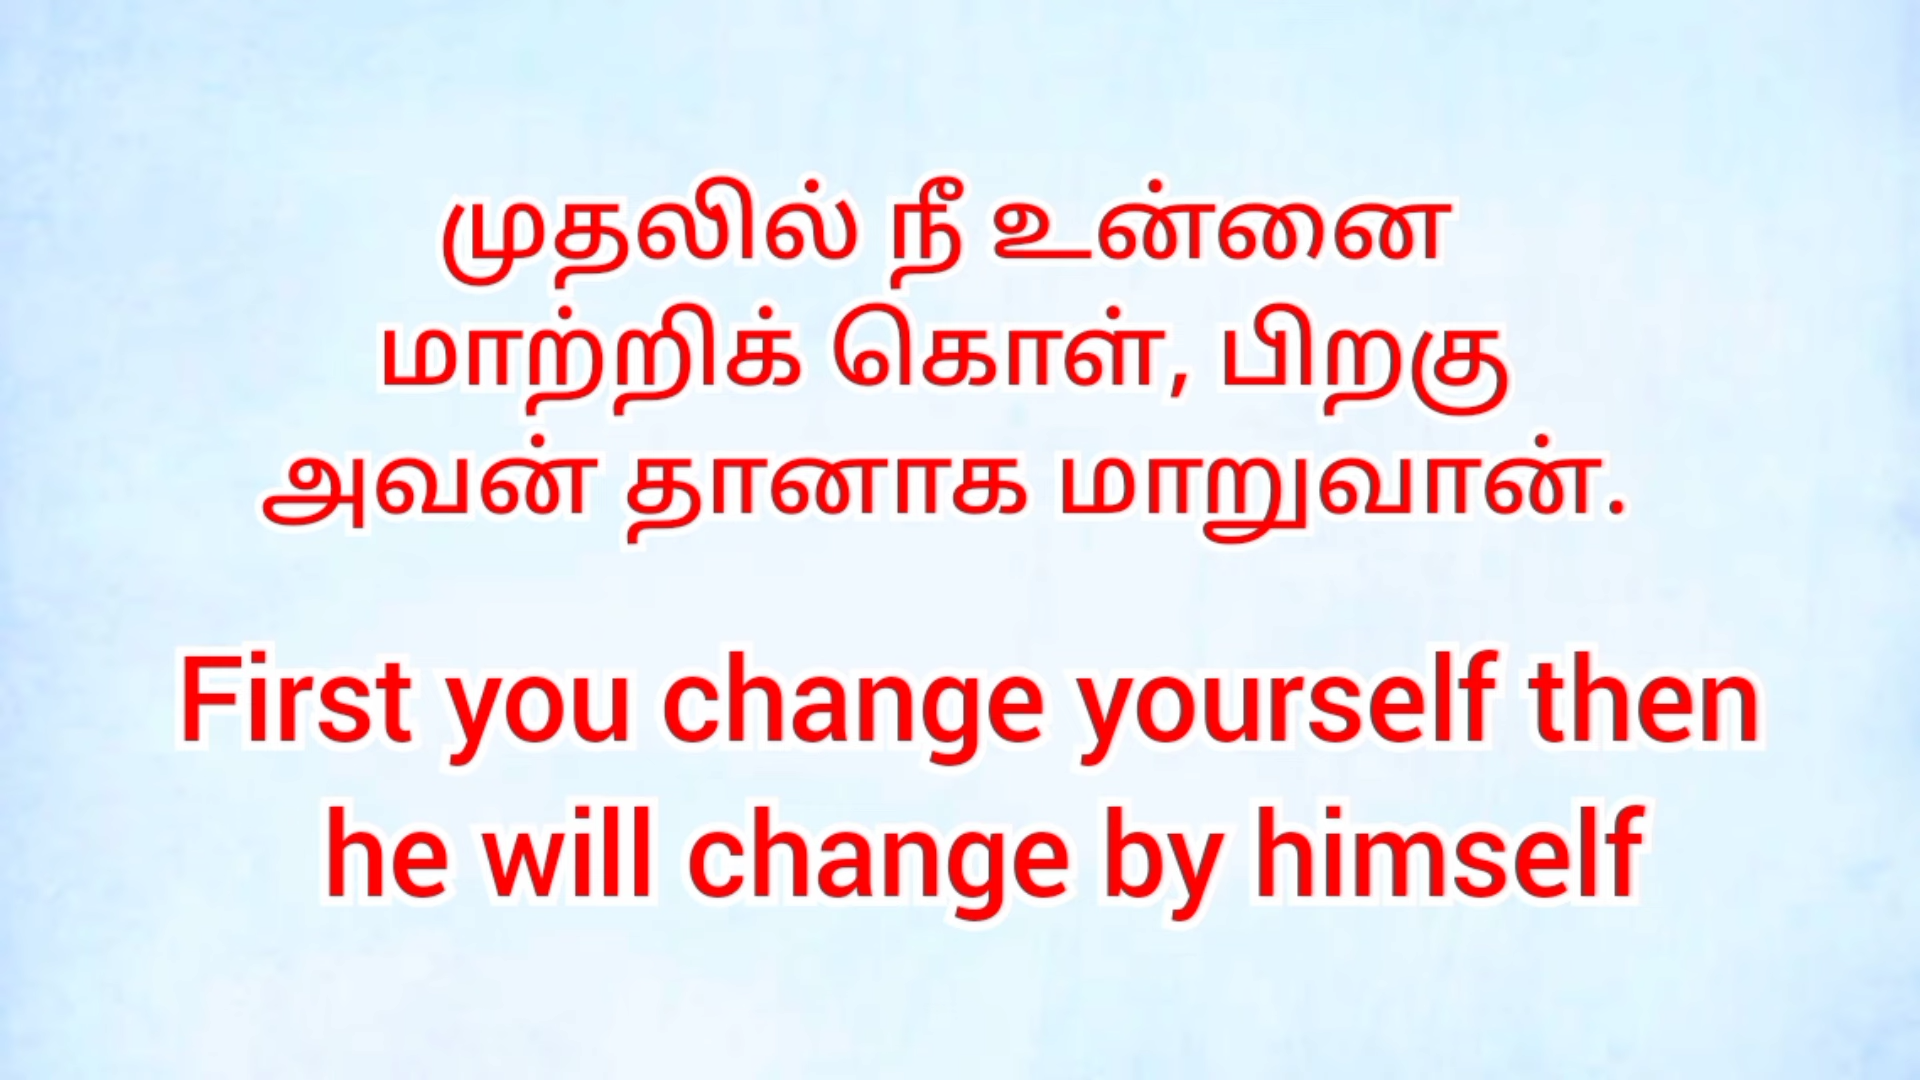 முதலில் நீ உன்னை
மாற்றிக் கொள், பிறகு
அவன் தானாக மாறுவான்.
First you change yourself then
he will change by himself